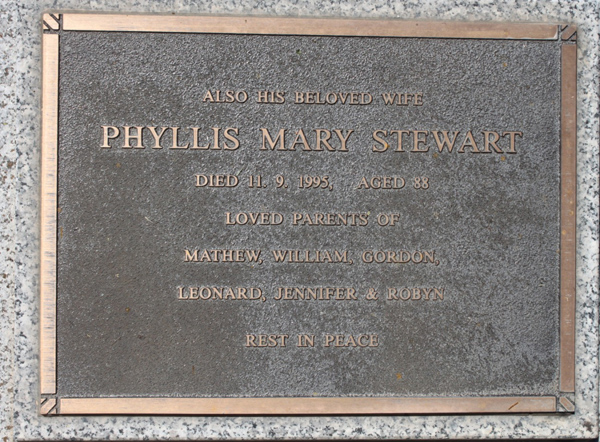 ALSO HIS BELOVED WIFE
PHYLLIS MARY STEWART
DIED 11. 9. 1995, AGED 88
LOVED PARENTS OF
MATHEW, WILLIAM, GORDON,
LEONARD, JENNIFER & ROBYN
REST IN PEACE